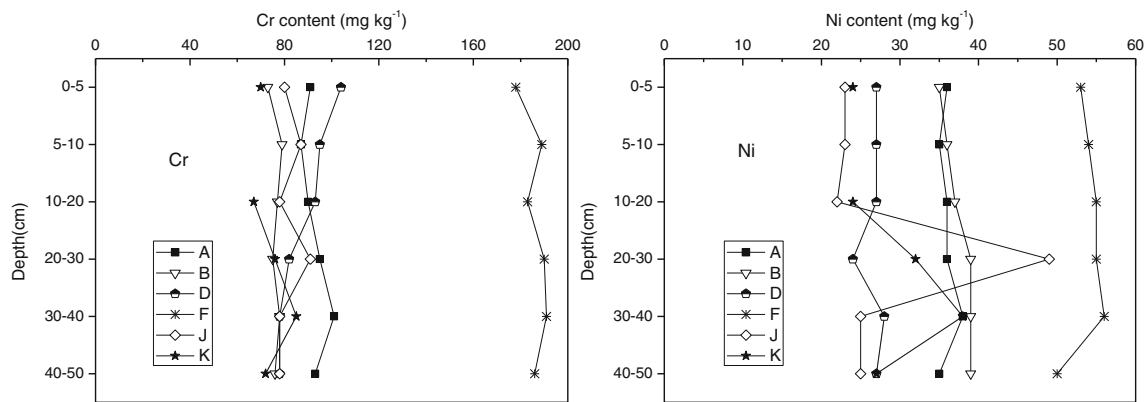 Cr content (mg kg⁻¹)
0 40 80 120 160 200
Depth(cm)
0-5
5-10
10-20
20-30
30-40
40-50
Cr
A
B
D
F
J
K
Ni content (mg kg⁻¹)
0 10 20 30 40 50 60
Depth(cm)
0-5
5-10
10-20
20-30
30-40
40-50
Ni
A
B
D
F
J
K